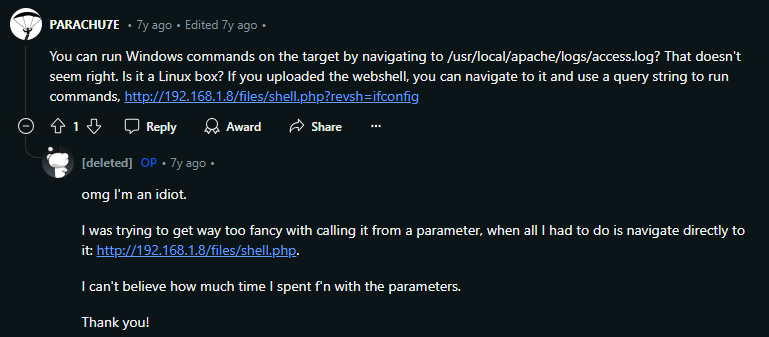 PARACHU7E • 7y ago • Edited 7y ago •
You can run Windows commands on the target by navigating to /usr/local/apache/logs/access.log? That doesn't
seem right. Is it a Linux box? If you uploaded the webshell, you can navigate to it and use a query string to run
commands, http://192.168.1.8/files/shell.php?revsh=ifconfig
1 Reply Award Share ...
[deleted] OP • 7y ago •
omg I'm an idiot.
I was trying to get way too fancy with calling it from a parameter, when all I had to do is navigate directly to
it: http://192.168.1.8/files/shell.php.
I can't believe how much time I spent f'n with the parameters.
Thank you!